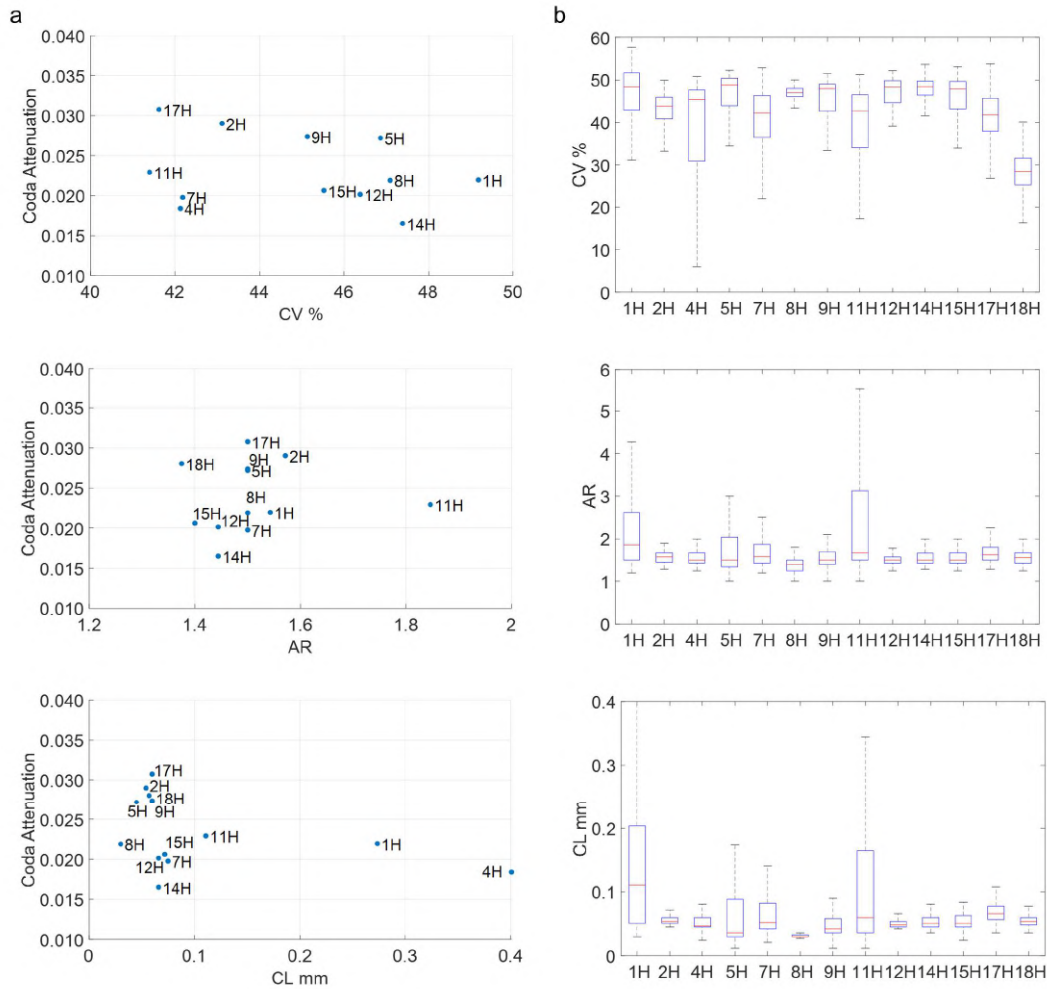 a
b
0.040
0.035
0.030
0.025
0.020
0.015
0.010
Coda Attenuation
17H
2H
9H
5H
11H
8H
1H
7H
15H
12H
4H
14H
40 42 44 46 48 50
CV %
60
50
40
30
20
10
0
CV %
1H 2H 4H 5H 7H 8H 9H 11H 12H 14H 15H 17H 18H
0.040
0.035
0.030
0.025
0.020
0.015
0.010
Coda Attenuation
17H
9H
2H
18H
5H
8H
11H
15H
12H
1H
7H
14H
1.2 1.4 1.6 1.8 2
AR
6
5
4
3
2
1
0
AR
1H 2H 4H 5H 7H 8H 9H 11H 12H 14H 15H 17H 18H
0.040
0.035
0.030
0.025
0.020
0.015
0.010
Coda Attenuation
17H
2H
18H
5H
9H
11H
8H
15H
1H
12H
7H
4H
14H
0 0.1 0.2 0.3 0.4
CL mm
0.4
0.3
0.2
0.1
0
CL mm
1H 2H 4H 5H 7H 8H 9H 11H 12H 14H 15H 17H 18H